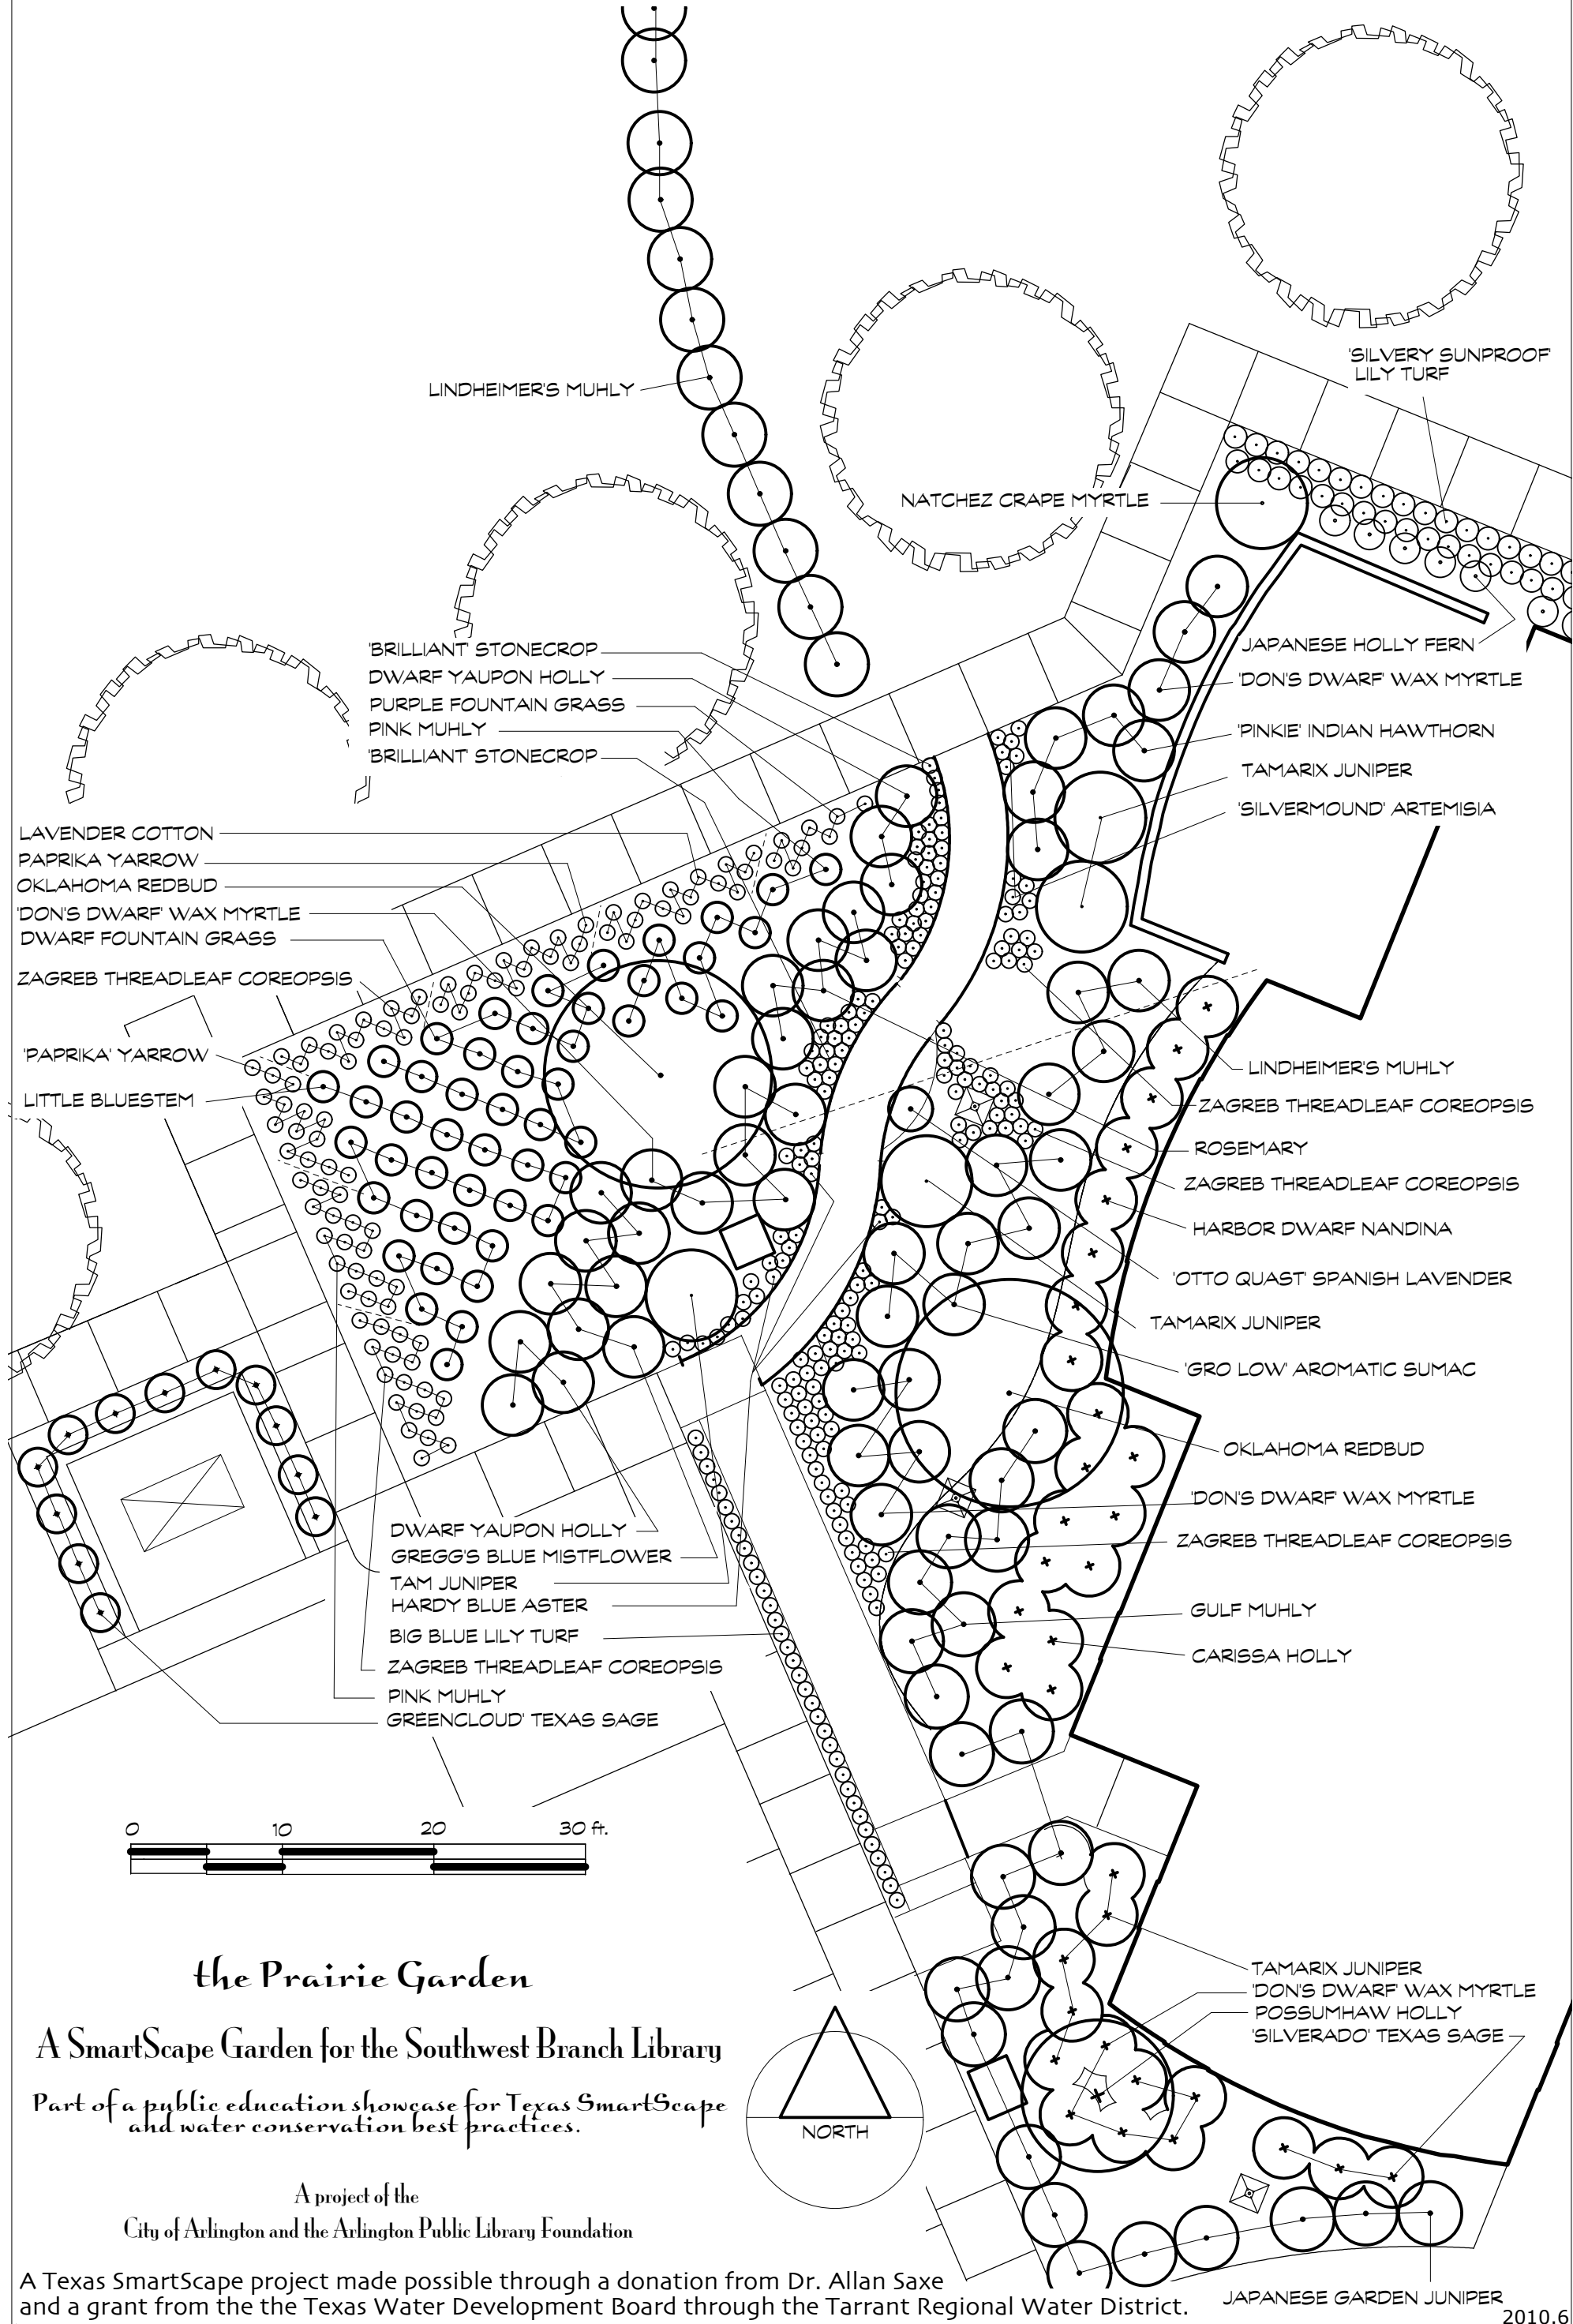 'SILVERY SUNPROOF'
LILY TURF
LINDHEIMER'S MUHLY
NATCHEZ CRAPE MYRTLE
JAPANESE HOLLY FERN
'DON'S DWARF' WAX MYRTLE
'PINKIE' INDIAN HAWTHORN
TAMARIX JUNIPER
'SILVERMOUND' ARTEMISIA
'BRILLIANT' STONECROP
DWARF YAUPON HOLLY
PURPLE FOUNTAIN GRASS
PINK MUHLY
'BRILLIANT' STONECROP
LAVENDER COTTON
PAPRIKA YARROW
OKLAHOMA REDBUD
'DON'S DWARF' WAX MYRTLE
DWARF FOUNTAIN GRASS
ZAGREB THREADLEAF COREOPSIS
'PAPRIKA' YARROW
LITTLE BLUESTEM
LINDHEIMER'S MUHLY
ZAGREB THREADLEAF COREOPSIS
ROSEMARY
ZAGREB THREADLEAF COREOPSIS
HARBOR DWARF NANDINA
'OTTO QUAST' SPANISH LAVENDER
TAMARIX JUNIPER
'GRO LOW' AROMATIC SUMAC
OKLAHOMA REDBUD
'DON'S DWARF' WAX MYRTLE
ZAGREB THREADLEAF COREOPSIS
GULF MUHLY
CARISSA HOLLY
DWARF YAUPON HOLLY
GREGG'S BLUE MISTFLOWER
TAM JUNIPER
HARDY BLUE ASTER
BIG BLUE LILY TURF
ZAGREB THREADLEAF COREOPSIS
PINK MUHLY
GREENCLOUD' TEXAS SAGE
0 10 20 30 ft.
the Prairie Garden
A SmartScape Garden for the Southwest Branch Library
Part of a public education showcase for Texas SmartScape
and water conservation best practices.
A project of the
City of Arlington and the Arlington Public Library Foundation
NORTH
TAMARIX JUNIPER
'DON'S DWARF' WAX MYRTLE
POSSUMHAW HOLLY
'SILVERADO' TEXAS SAGE
JAPANESE GARDEN JUNIPER
A Texas SmartScape project made possible through a donation from Dr. Allan Saxe
and a grant from the the Texas Water Development Board through the Tarrant Regional Water District.
2010.6